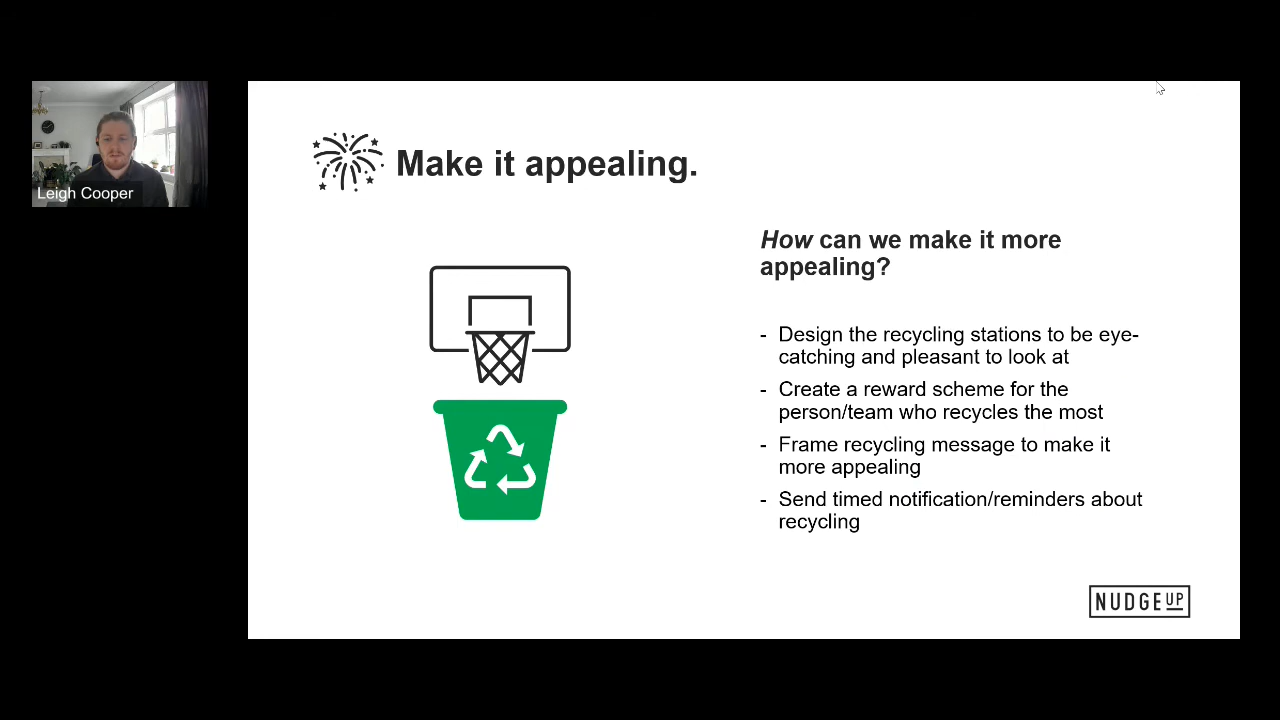 Leigh Cooper
Make it appealing.
How can we make it more
appealing?
- Design the recycling stations to be eye-
catching and pleasant to look at
- Create a reward scheme for the
person/team who recycles the most
- Frame recycling message to make it
more appealing
- Send timed notification/reminders about
recycling
NUDGE UP